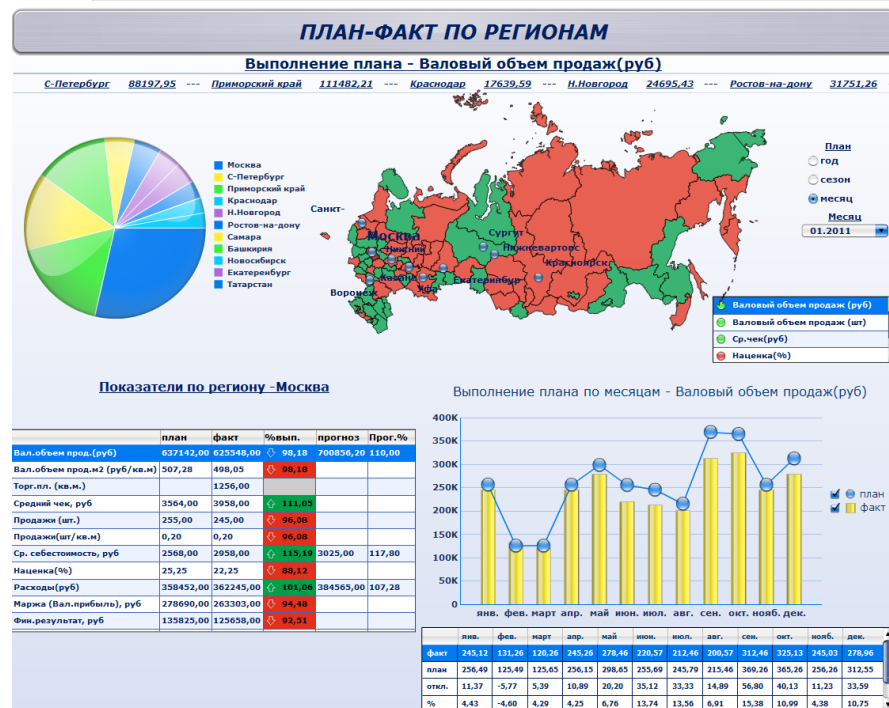 ПЛАН-ФАКТ ПО РЕГИОНАМ
Выполнение плана - Валовый объем продаж(руб)
С-Петербург 88197,95 --- Приморский край 111482,21 --- Краснодар 17639,59 --- Н.Новгород 24695,43 --- Ростов-на-дону 31751,26
Москва
С-Петербург
Приморский край
Краснодар
Н.Новгород
Ростов-на-дону
Самара
Башкирия
Новосибирск
Екатеренбург
Татарстан
Санкт-
Москва
Нижний
Казань
Воронеж
Уфа
Екатеринбур
Сургут
Нижневартовс
Красноярск
План
год
сезон
месяц
Месяц
01.2011
Валовый объем продаж (руб)
Валовый объем продаж (шт)
Ср.чек(руб)
Наценка(%)
Показатели по региону -Москва
план факт %вып. прогноз Прог.%
Вал.объем прод.(руб) 637142,00 625548,00 98,18 700856,20 110,00
Вал.объем прод.м2 (руб/кв.м) 507,28 498,05 98,18
Торг.пл. (кв.м.) 1256,00
Средний чек, руб 3564,00 3958,00 111,05
Продажи (шт.) 255,00 245,00 96,08
Продажи(шт/кв.м) 0,20 0,20 96,08
Ср. себестоимость, руб 2568,00 2958,00 115,19 3025,00 117,80
Наценка(%) 25,25 22,25 88,12
Расходы(руб) 358452,00 362245,00 101,06 384565,00 107,28
Маржа (Вал.прибыль), руб 278690,00 263303,00 94,48
Фин.результат, руб 135825,00 125658,00 92,51
Выполнение плана по месяцам - Валовый объем продаж(руб)
400K
350K
300K
250K
200K
150K
100K
50K
0
янв. фев. март апр. май июн. июл. авг. сен. окт. нояб. дек.
план
факт
янв. фев. март апр. май июн. июл. авг. сен. окт. нояб. дек.
факт 245,12 131,26 120,26 245,26 278,46 220,57 212,46 200,57 312,46 325,13 245,03 278,96
план 256,49 125,49 125,65 256,15 298,65 255,69 245,79 215,46 369,26 365,26 256,26 312,55
откл. 11,37 -5,77 5,39 10,89 20,20 35,12 33,33 14,89 56,80 40,13 11,23 33,59
% 4,43 -4,60 4,29 4,25 6,76 13,74 13,56 6,91 15,38 10,99 4,38 10,75